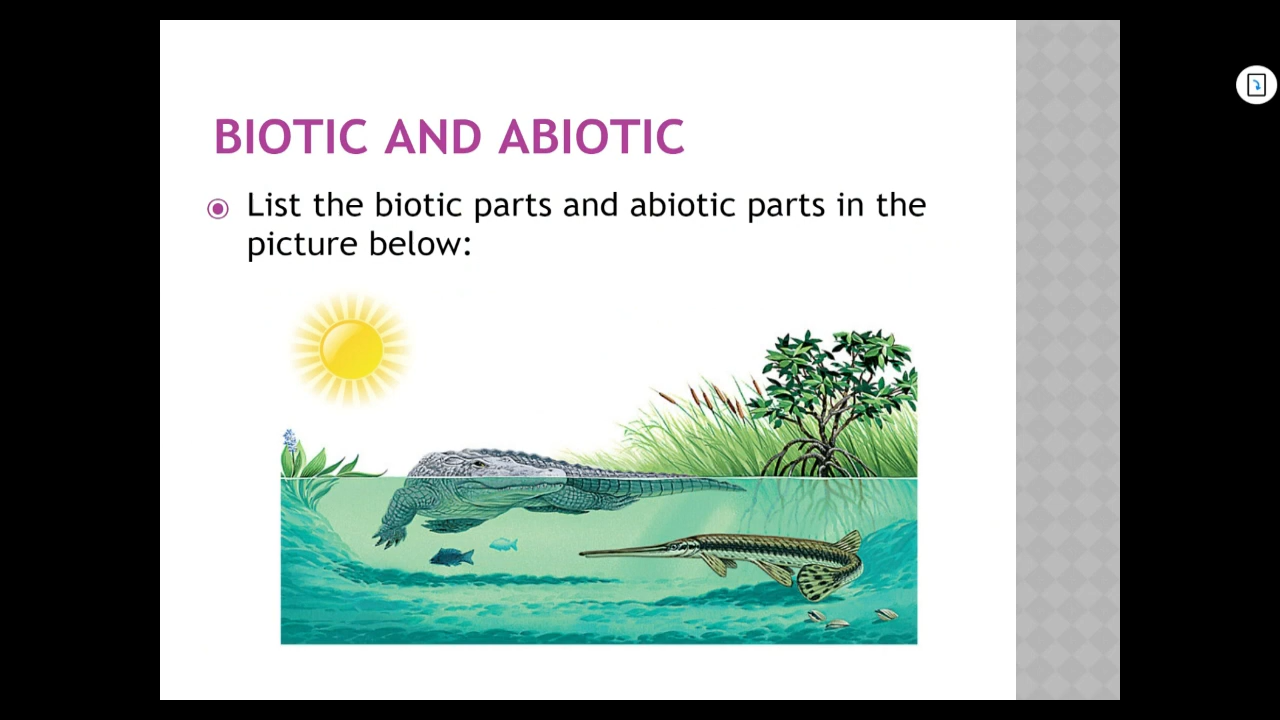 BIOTIC AND ABIOTIC
List the biotic parts and abiotic parts in the
picture below: